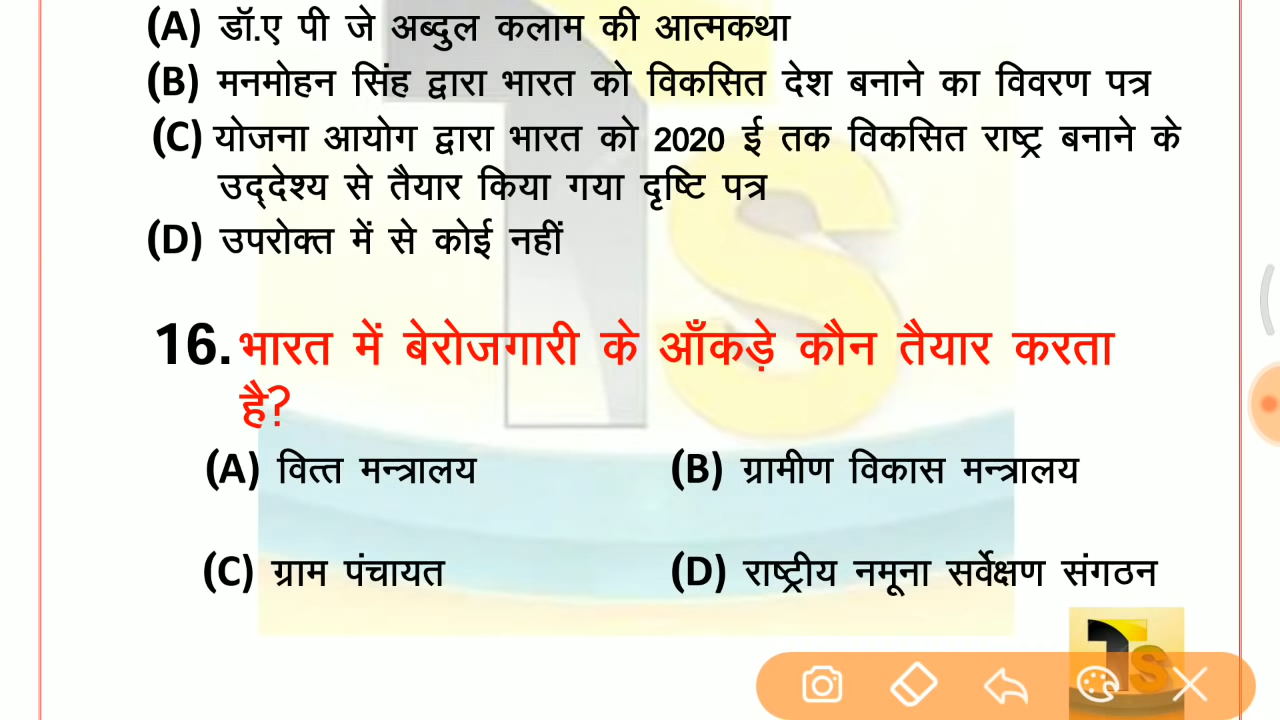 (A) डॉ.ए पी जे अब्दुल कलाम की आत्मकथा
(B) मनमोहन सिंह द्वारा भारत को विकसित देश बनाने का विवरण पत्र
(C) योजना आयोग द्वारा भारत को 2020 ई तक विकसित राष्ट्र बनाने के
उद्देश्य से तैयार किया गया दृष्टि पत्र
(D) उपरोक्त में से कोई नहीं
16. भारत में बेरोजगारी के आँकड़े कौन तैयार करता
है?
(A) वित्त मन्त्रालय (B) ग्रामीण विकास मन्त्रालय
(C) ग्राम पंचायत (D) राष्ट्रीय नमूना सर्वेक्षण संगठन
TS